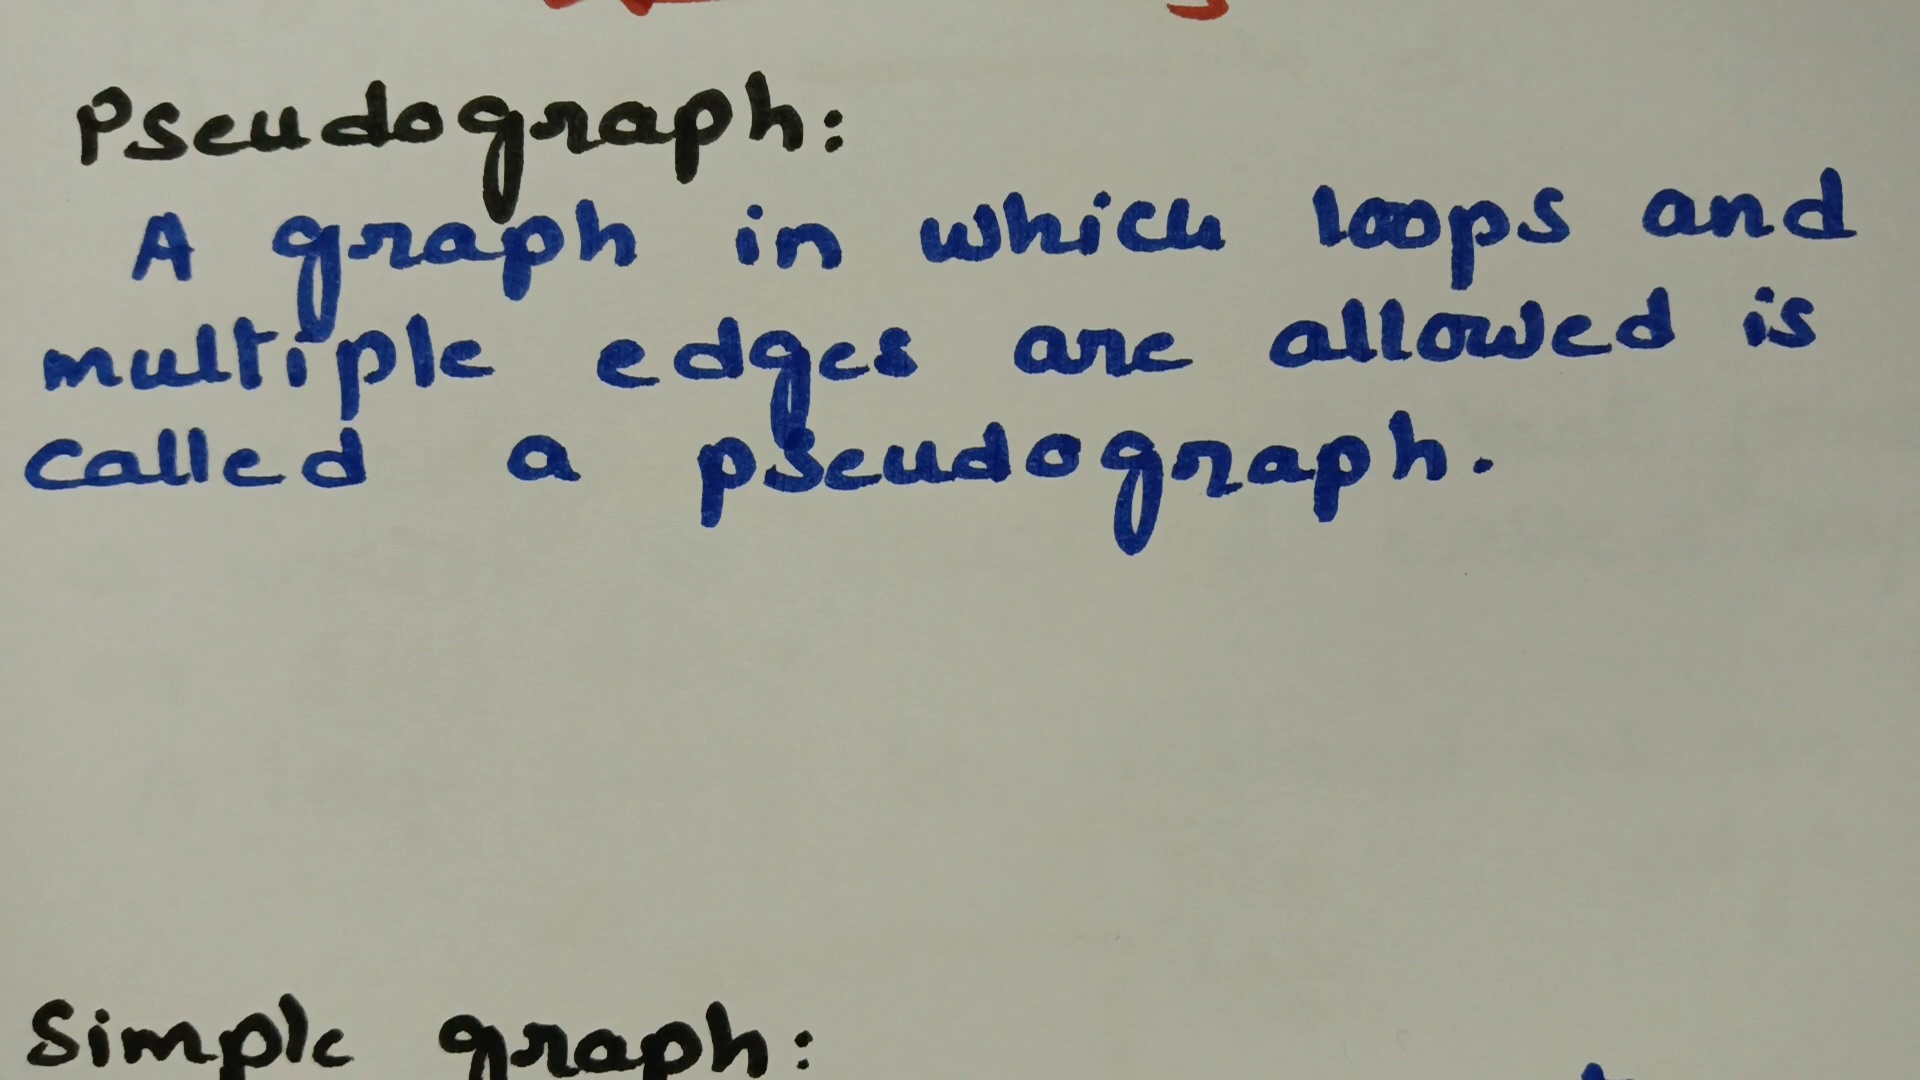 Pseudograph:
A graph in which loops and
multiple edges are allowed is
called a pseudograph.
Simple graph: